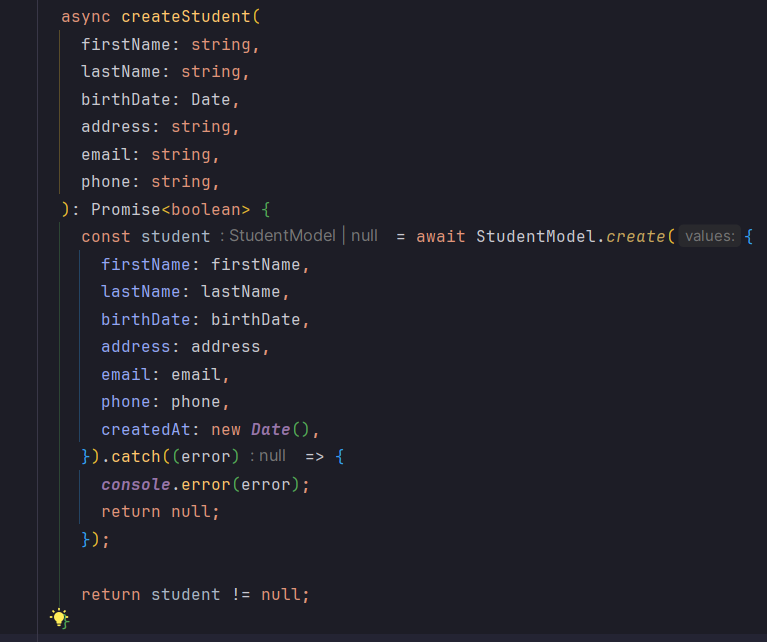 async createStudent(
firstName: string,
lastName: string,
birthDate: Date,
address: string,
email: string,
phone: string,
): Promise<boolean> {
const student : StudentModel | null = await StudentModel.create( values: {
firstName: firstName,
lastName: lastName,
birthDate: birthDate,
address: address,
email: email,
phone: phone,
createdAt: new Date(),
}).catch((error) : null => {
console.error(error);
return null;
});
return student != null;
}